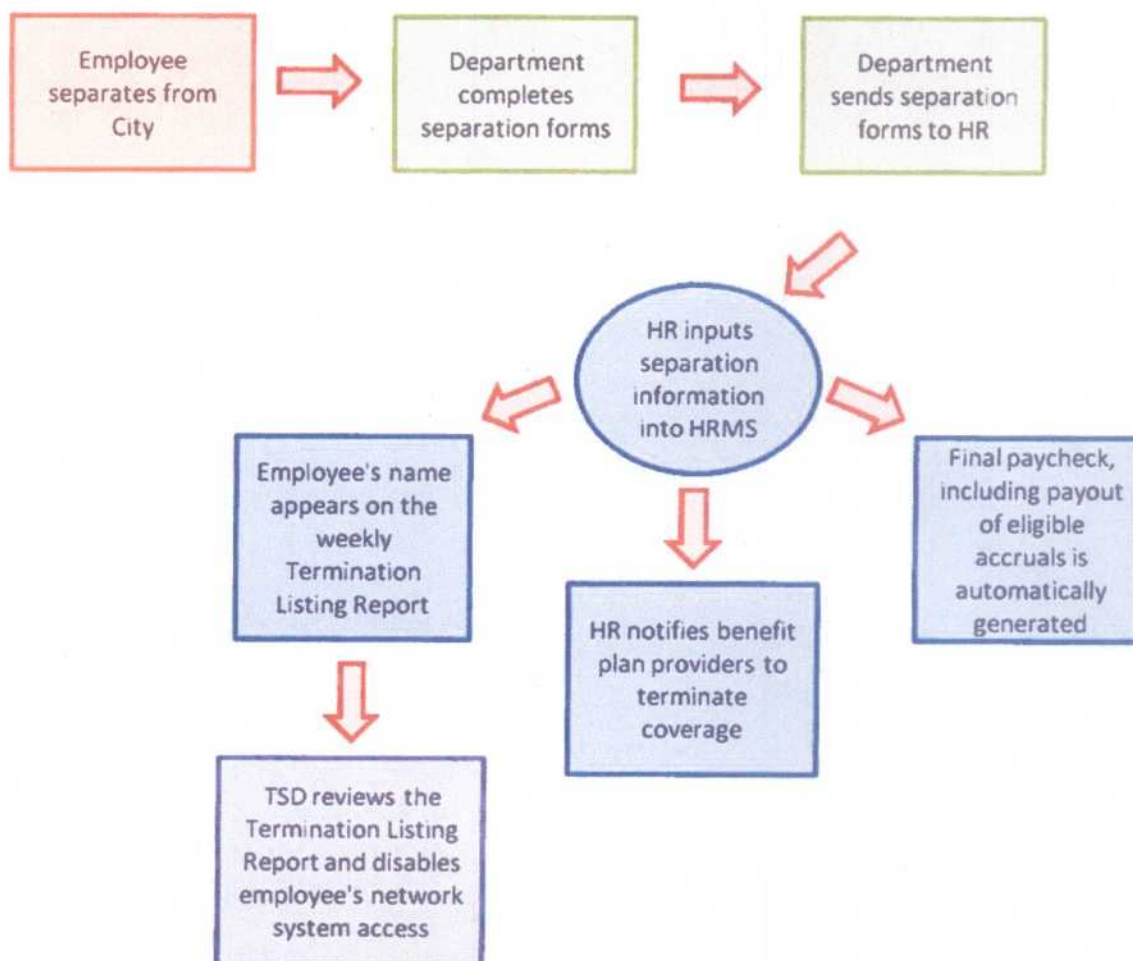 Employee
separates from
City
Department
completes
separation forms
Department
sends separation
forms to HR
HR inputs
separation
information
into HRMS
Employee's name
appears on the
weekly
Termination
Listing Report
HR notifies benefit
plan providers to
terminate
coverage
Final paycheck,
including payout
of eligible
accruals is
automatically
generated
TSD reviews the
Termination Listing
Report and disables
employee's network
system access